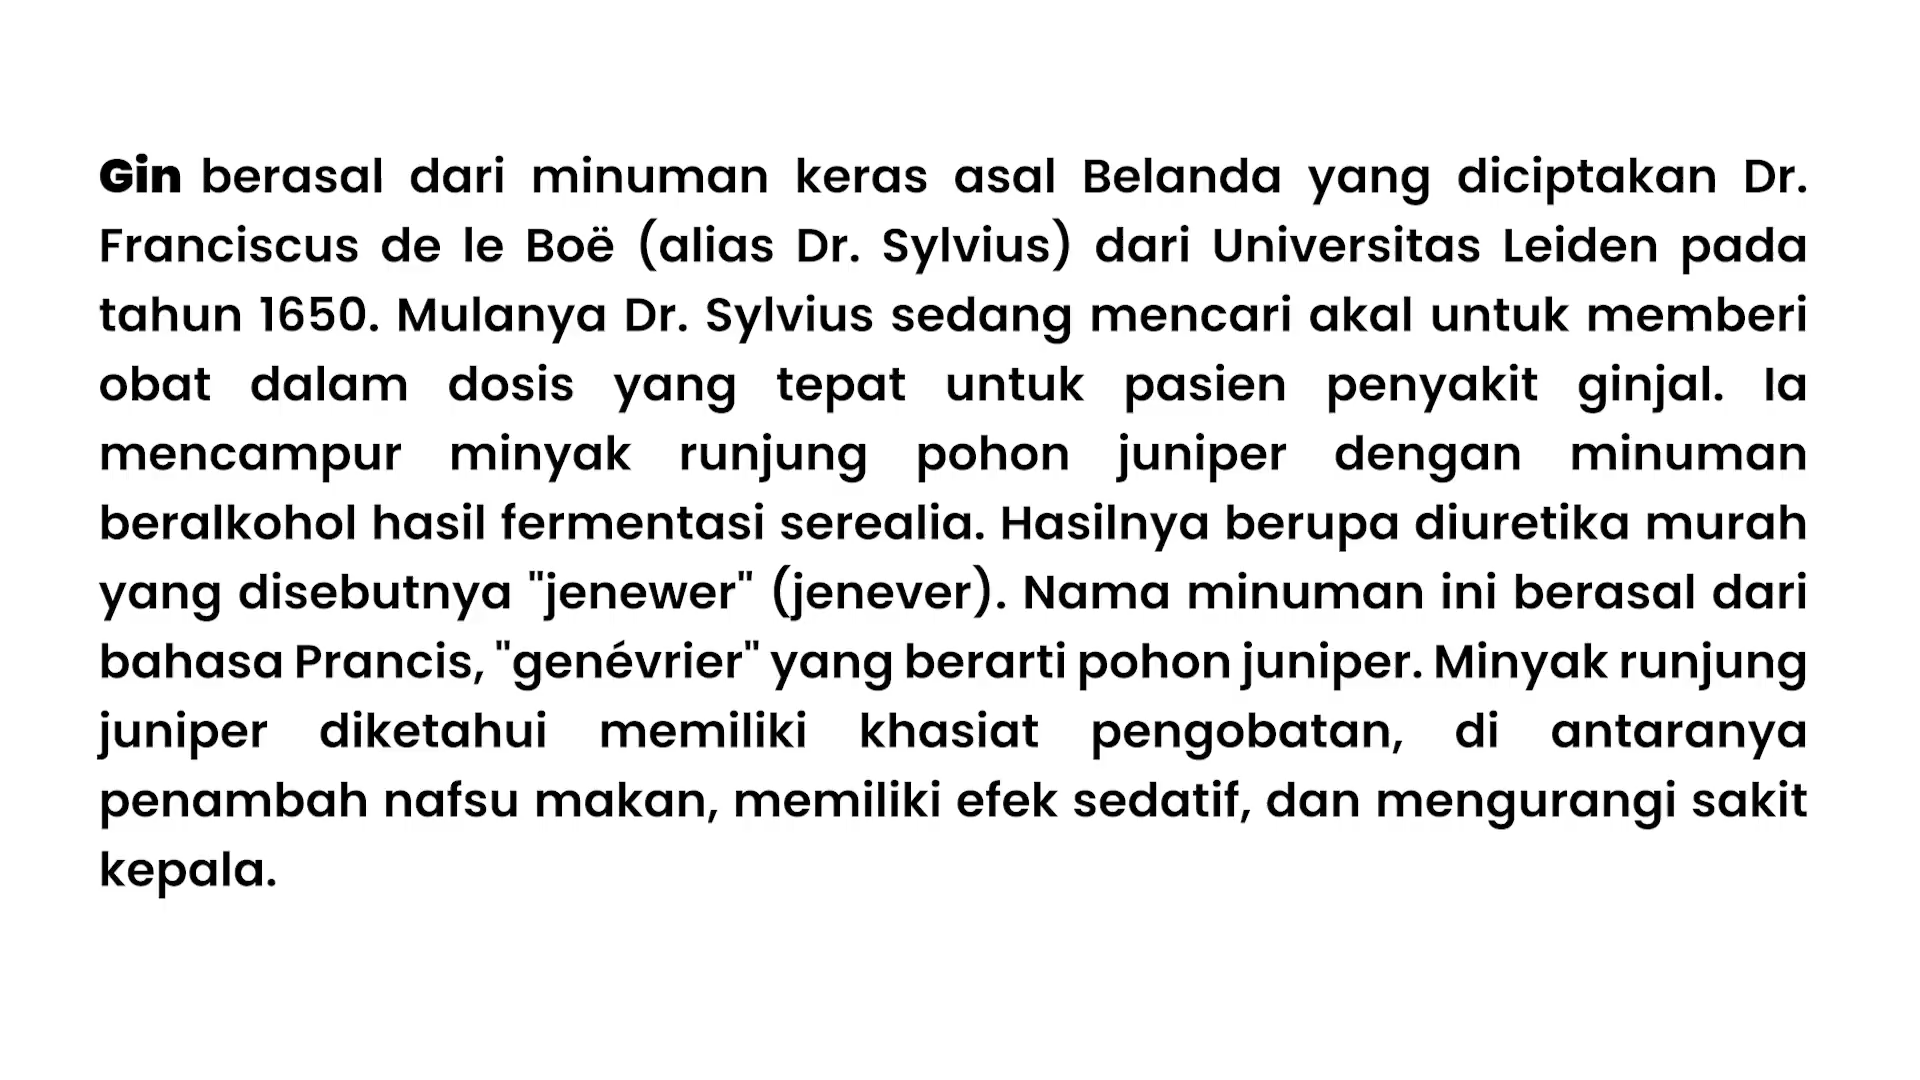 Gin berasal dari minuman keras asal Belanda yang diciptakan Dr.
Franciscus de le Boë (alias Dr. Sylvius) dari Universitas Leiden pada
tahun 1650. Mulanya Dr. Sylvius sedang mencari akal untuk memberi
obat dalam dosis yang tepat untuk pasien penyakit ginjal. Ia
mencampur minyak runjung pohon juniper dengan minuman
beralkohol hasil fermentasi serealia. Hasilnya berupa diuretika murah
yang disebutnya "jenewer" (jenever). Nama minuman ini berasal dari
bahasa Prancis, "genévrier" yang berarti pohon juniper. Minyak runjung
juniper diketahui memiliki khasiat pengobatan, di antaranya
penambah nafsu makan, memiliki efek sedatif, dan mengurangi sakit
kepala.